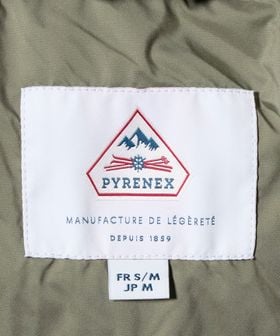 PYRENEX
MANUFACTURE DE LÉGÈRETÉ
DEPUIS 1859
FR S/M
JP M